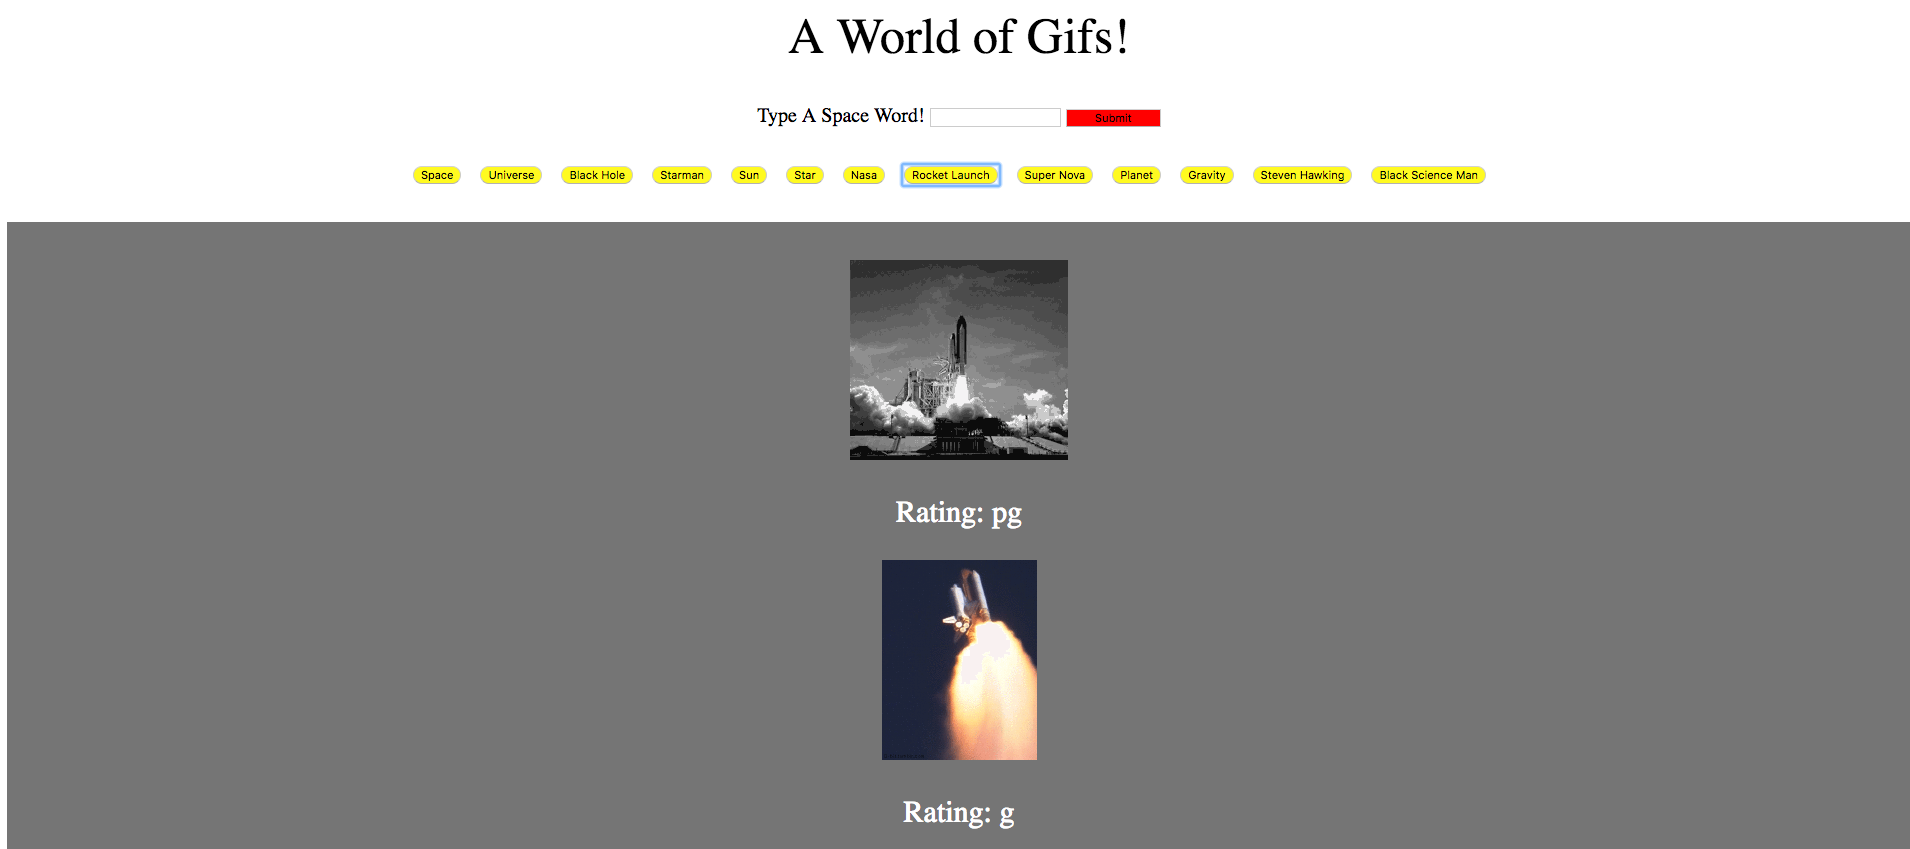 A World of Gifs!
Type A Space Word! Submit
Space Universe Black Hole Starman Sun Star Nasa Rocket Launch Super Nova Planet Gravity Steven Hawking Black Science Man
Rating: pg
Rating: g